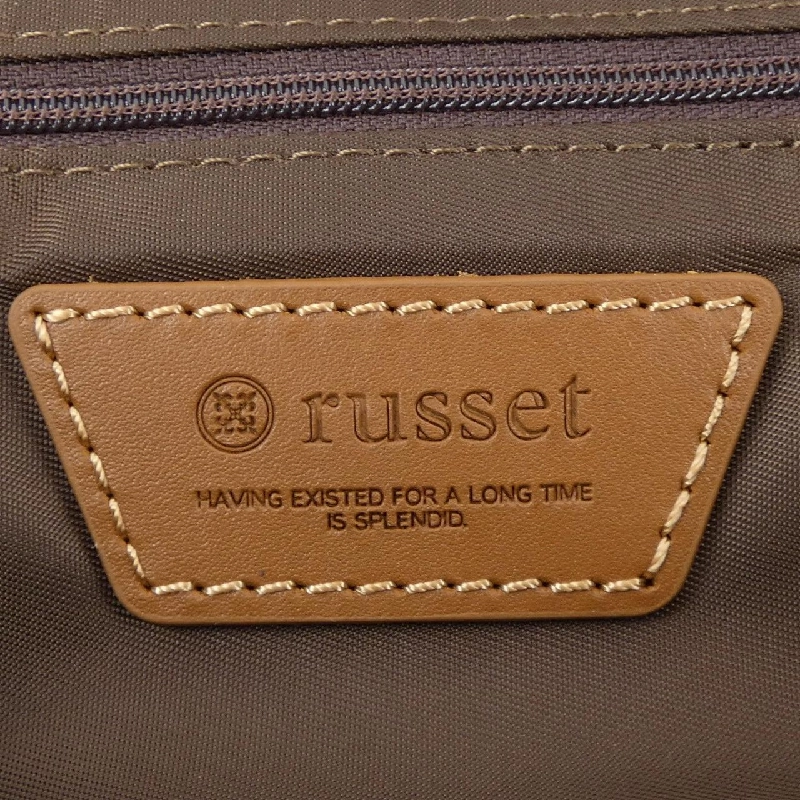 russet
HAVING EXISTED FOR A LONG TIME
IS SPLENDID.